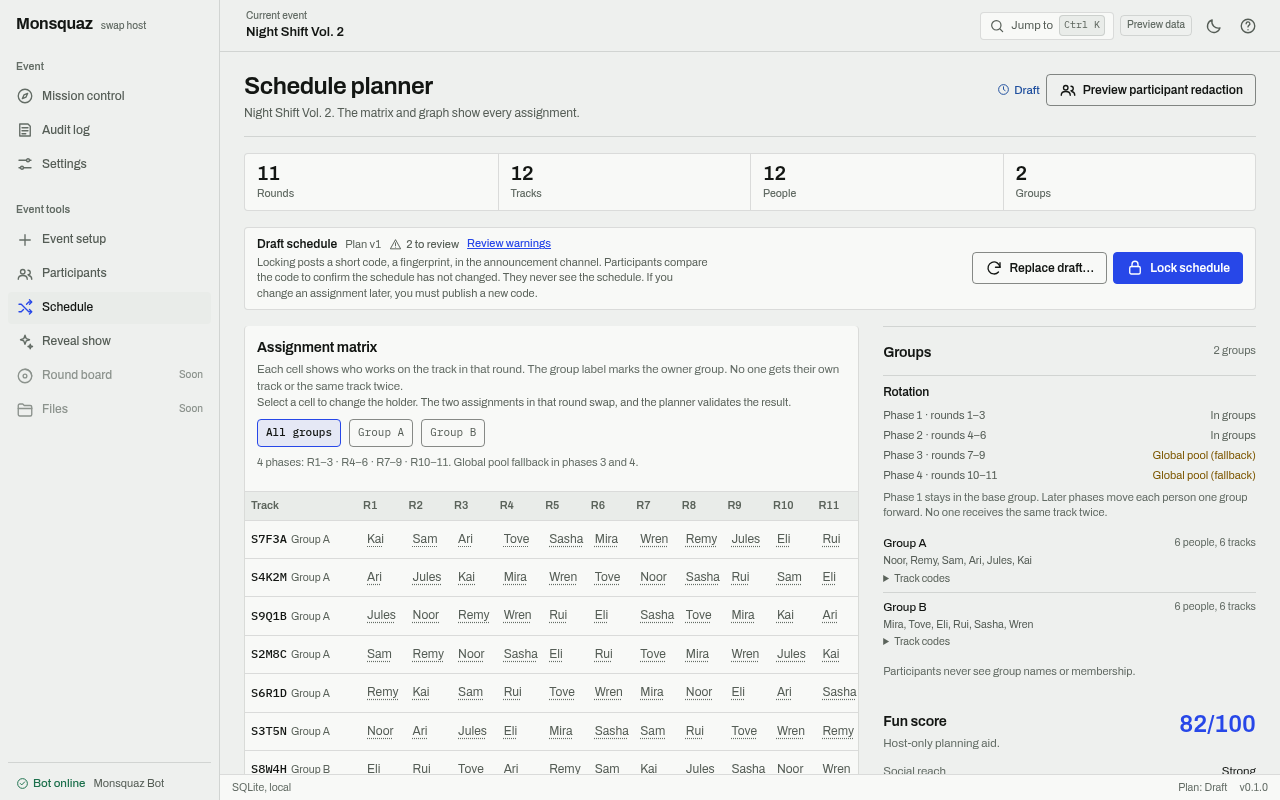 Monsquaz swap host
Event
Mission control
Audit log
Settings
Event tools
Event setup
Participants
Schedule
Reveal show
Round board Soon
Files Soon
Bot online Monsquaz Bot
Current event
Night Shift Vol. 2
Jump to Ctrl K
Preview data
Schedule planner
Night Shift Vol. 2. The matrix and graph show every assignment.
Draft
Preview participant redaction
11
Rounds
12
Tracks
12
People
2
Groups
Draft schedule Plan v1 2 to review Review warnings
Locking posts a short code, a fingerprint, in the announcement channel. Participants compare
the code to confirm the schedule has not changed. They never see the schedule. If you
change an assignment later, you must publish a new code.
Replace draft…
Lock schedule
Assignment matrix
Each cell shows who works on the track in that round. The group label marks the owner group. No one gets their own
track or the same track twice.
Select a cell to change the holder. The two assignments in that round swap, and the planner validates the result.
All groups Group A Group B
4 phases: R1–3 · R4–6 · R7–9 · R10–11. Global pool fallback in phases 3 and 4.
Track R1 R2 R3 R4 R5 R6 R7 R8 R9 R10 R11
S7F3A Group A Kai Sam Ari Tove Sasha Mira Wren Remy Jules Eli Rui
S4K2M Group A Ari Jules Kai Mira Wren Tove Noor Sasha Rui Sam Eli
S9Q1B Group A Jules Noor Remy Wren Rui Eli Sasha Tove Mira Kai Ari
S2M8C Group A Sam Remy Noor Sasha Eli Rui Tove Mira Wren Jules Kai
S6R1D Group A Remy Kai Sam Rui Tove Wren Mira Noor Eli Ari Sasha
S3T5N Group A Noor Ari Jules Eli Mira Sasha Sam Rui Tove Wren Remy
S8W4H Group B Eli Rui Tove Ari Remy Sam Kai Jules Sasha Noor Wren
Groups 2 groups
Rotation
Phase 1 · rounds 1–3 In groups
Phase 2 · rounds 4–6 In groups
Phase 3 · rounds 7–9 Global pool (fallback)
Phase 4 · rounds 10–11 Global pool (fallback)
Phase 1 stays in the base group. Later phases move each person one group
forward. No one receives the same track twice.
Group A 6 people, 6 tracks
Noor, Remy, Sam, Ari, Jules, Kai
Track codes
Group B 6 people, 6 tracks
Mira, Tove, Eli, Rui, Sasha, Wren
Track codes
Participants never see group names or membership.
Fun score 82/100
Host-only planning aid.
Social reach Strong
SQLite, local
Plan: Draft v0.1.0